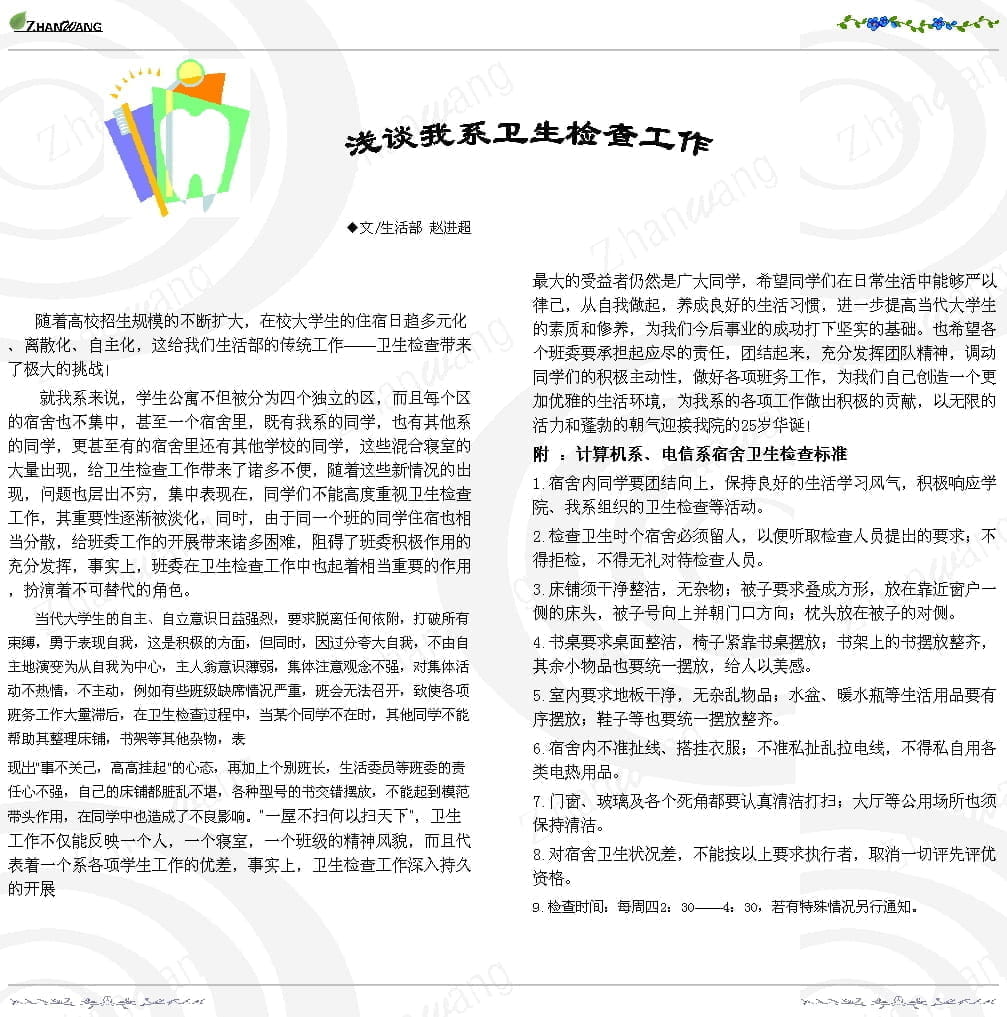 ZHANWANG
浅谈我系卫生检查工作
◆文/生活部 赵进超
随着高校招生规模的不断扩大，在校大学生的住宿日趋多元化
、离散化、自主化，这给我们生活部的传统工作——卫生检查带来
了极大的挑战！
就我系来说，学生公寓不但被分为四个独立的区，而且每个区
的宿舍也不集中，甚至一个宿舍里，既有我系的同学，也有其他系
的同学，更甚至有的宿舍里还有其他学校的同学，这些混合寝室的
大量出现，给卫生检查工作带来了诸多不便，随着这些新情况的出
现，问题也层出不穷，集中表现在，同学们不能高度重视卫生检查
工作，其重要性逐渐被淡化，同时，由于同一个班的同学住宿也相
当分散，给班委工作的开展带来诸多困难，阻碍了班委积极作用的
充分发挥，事实上，班委在卫生检查工作中也起着相当重要的作用
，扮演着不可替代的角色。
当代大学生的自主、自立意识日益强烈，要求脱离任何依附，打破所有
束缚，勇于表现自我，这是积极的方面，但同时，因过分夸大自我，不由自
主地演变为从自我为中心，主人翁意识薄弱，集体注意观念不强，对集体活
动不热情，不主动，例如有些班级缺席情况严重，班会无法召开，致使各项
班务工作大量滞后，在卫生检查过程中，当某个同学不在时，其他同学不能
帮助其整理床铺，书架等其他杂物，表
现出"事不关己，高高挂起"的心态，再加上个别班长，生活委员等班委的责
任心不强，自己的床铺都脏乱不堪，各种型号的书交错摆放，不能起到模范
带头作用，在同学中也造成了不良影响。"一屋不扫何以扫天下"，卫生
工作不仅能反映一个人，一个寝室，一个班级的精神风貌，而且代
表着一个系各项学生工作的优差，事实上，卫生检查工作深入持久
的开展
最大的受益者仍然是广大同学，希望同学们在日常生活中能够严以
律己，从自我做起，养成良好的生活习惯，进一步提高当代大学生
的素质和修养，为我们今后事业的成功打下坚实的基础。也希望各
个班委要承担起应尽的责任，团结起来，充分发挥团队精神，调动
同学们的积极主动性，做好各项班务工作，为我们自己创造一个更
加优雅的生活环境，为我系的各项工作做出积极的贡献，以无限的
活力和蓬勃的朝气迎接我院的25岁华诞！
附 ：计算机系、电信系宿舍卫生检查标准
1. 宿舍内同学要团结向上，保持良好的生活学习风气，积极响应学
院、我系组织的卫生检查等活动。
2. 检查卫生时个宿舍必须留人，以便听取检查人员提出的要求；不
得拒检，不得无礼对待检查人员。
3. 床铺须干净整洁，无杂物；被子要求叠成方形，放在靠近窗户一
侧的床头，被子号向上并朝门口方向；枕头放在被子的对侧。
4. 书桌要求桌面整洁，椅子紧靠书桌摆放；书架上的书摆放整齐，
其余小物品也要统一摆放，给人以美感。
5. 室内要求地板干净，无杂乱物品；水盆、暖水瓶等生活用品要有
序摆放；鞋子等也要统一摆放整齐。
6. 宿舍内不准扯线、搭挂衣服；不准私扯乱拉电线，不得私自用各
类电热用品。
7. 门窗、玻璃及各个死角都要认真清洁打扫；大厅等公用场所也须
保持清洁。
8. 对宿舍卫生状况差，不能按以上要求执行者，取消一切评先评优
资格。
9. 检查时间：每周四2：30——4：30，若有特殊情况另行通知。